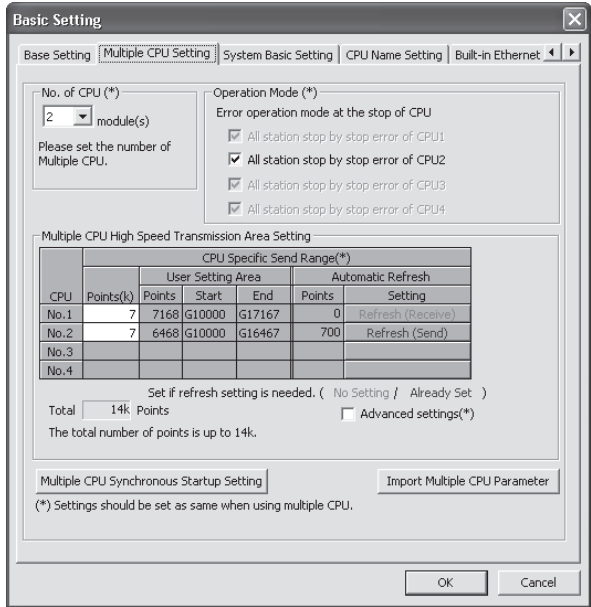 Basic Setting
Base Setting Multiple CPU Setting System Basic Setting CPU Name Setting Built-in Ethernet
No. of CPU (*)
2 module(s)
Please set the number of
Multiple CPU.
Operation Mode (*)
Error operation mode at the stop of CPU
All station stop by stop error of CPU1
All station stop by stop error of CPU2
All station stop by stop error of CPU3
All station stop by stop error of CPU4
Multiple CPU High Speed Transmission Area Setting
CPU Specific Send Range(*)
User Setting Area Automatic Refresh
CPU Points(k) Points Start End Points Setting
No.1 7 7168 G10000 G17167 0 Refresh (Receive)
No.2 7 6468 G10000 G16467 700 Refresh (Send)
No.3
No.4
Set if refresh setting is needed. ( No Setting / Already Set )
Total 14k Points Advanced settings(*)
The total number of points is up to 14k.
Multiple CPU Synchronous Startup Setting Import Multiple CPU Parameter
(*) Settings should be set as same when using multiple CPU.
OK Cancel